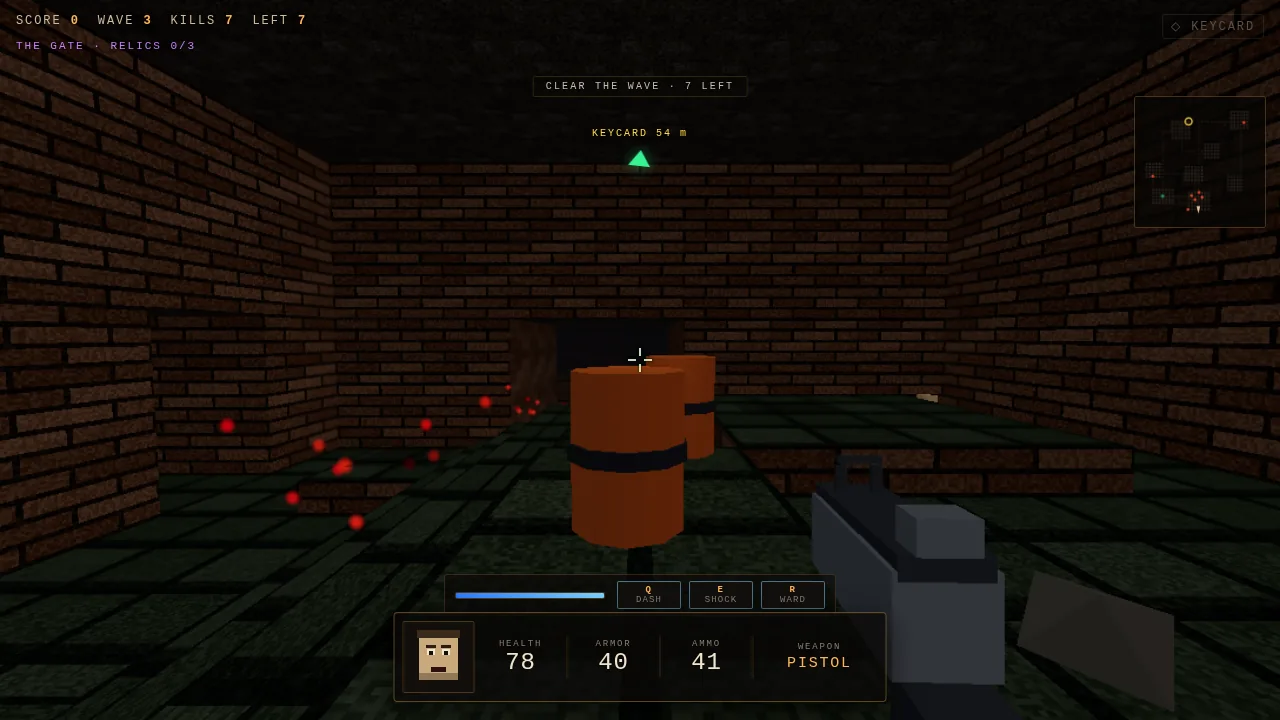 SCORE 0 WAVE 3 KILLS 7 LEFT 7
◇ KEYCARD
THE GATE · RELICS 0/3
CLEAR THE WAVE · 7 LEFT
KEYCARD 54 m
Q E R
DASH SHOCK WARD
HEALTH ARMOR AMMO WEAPON
78 40 41 PISTOL